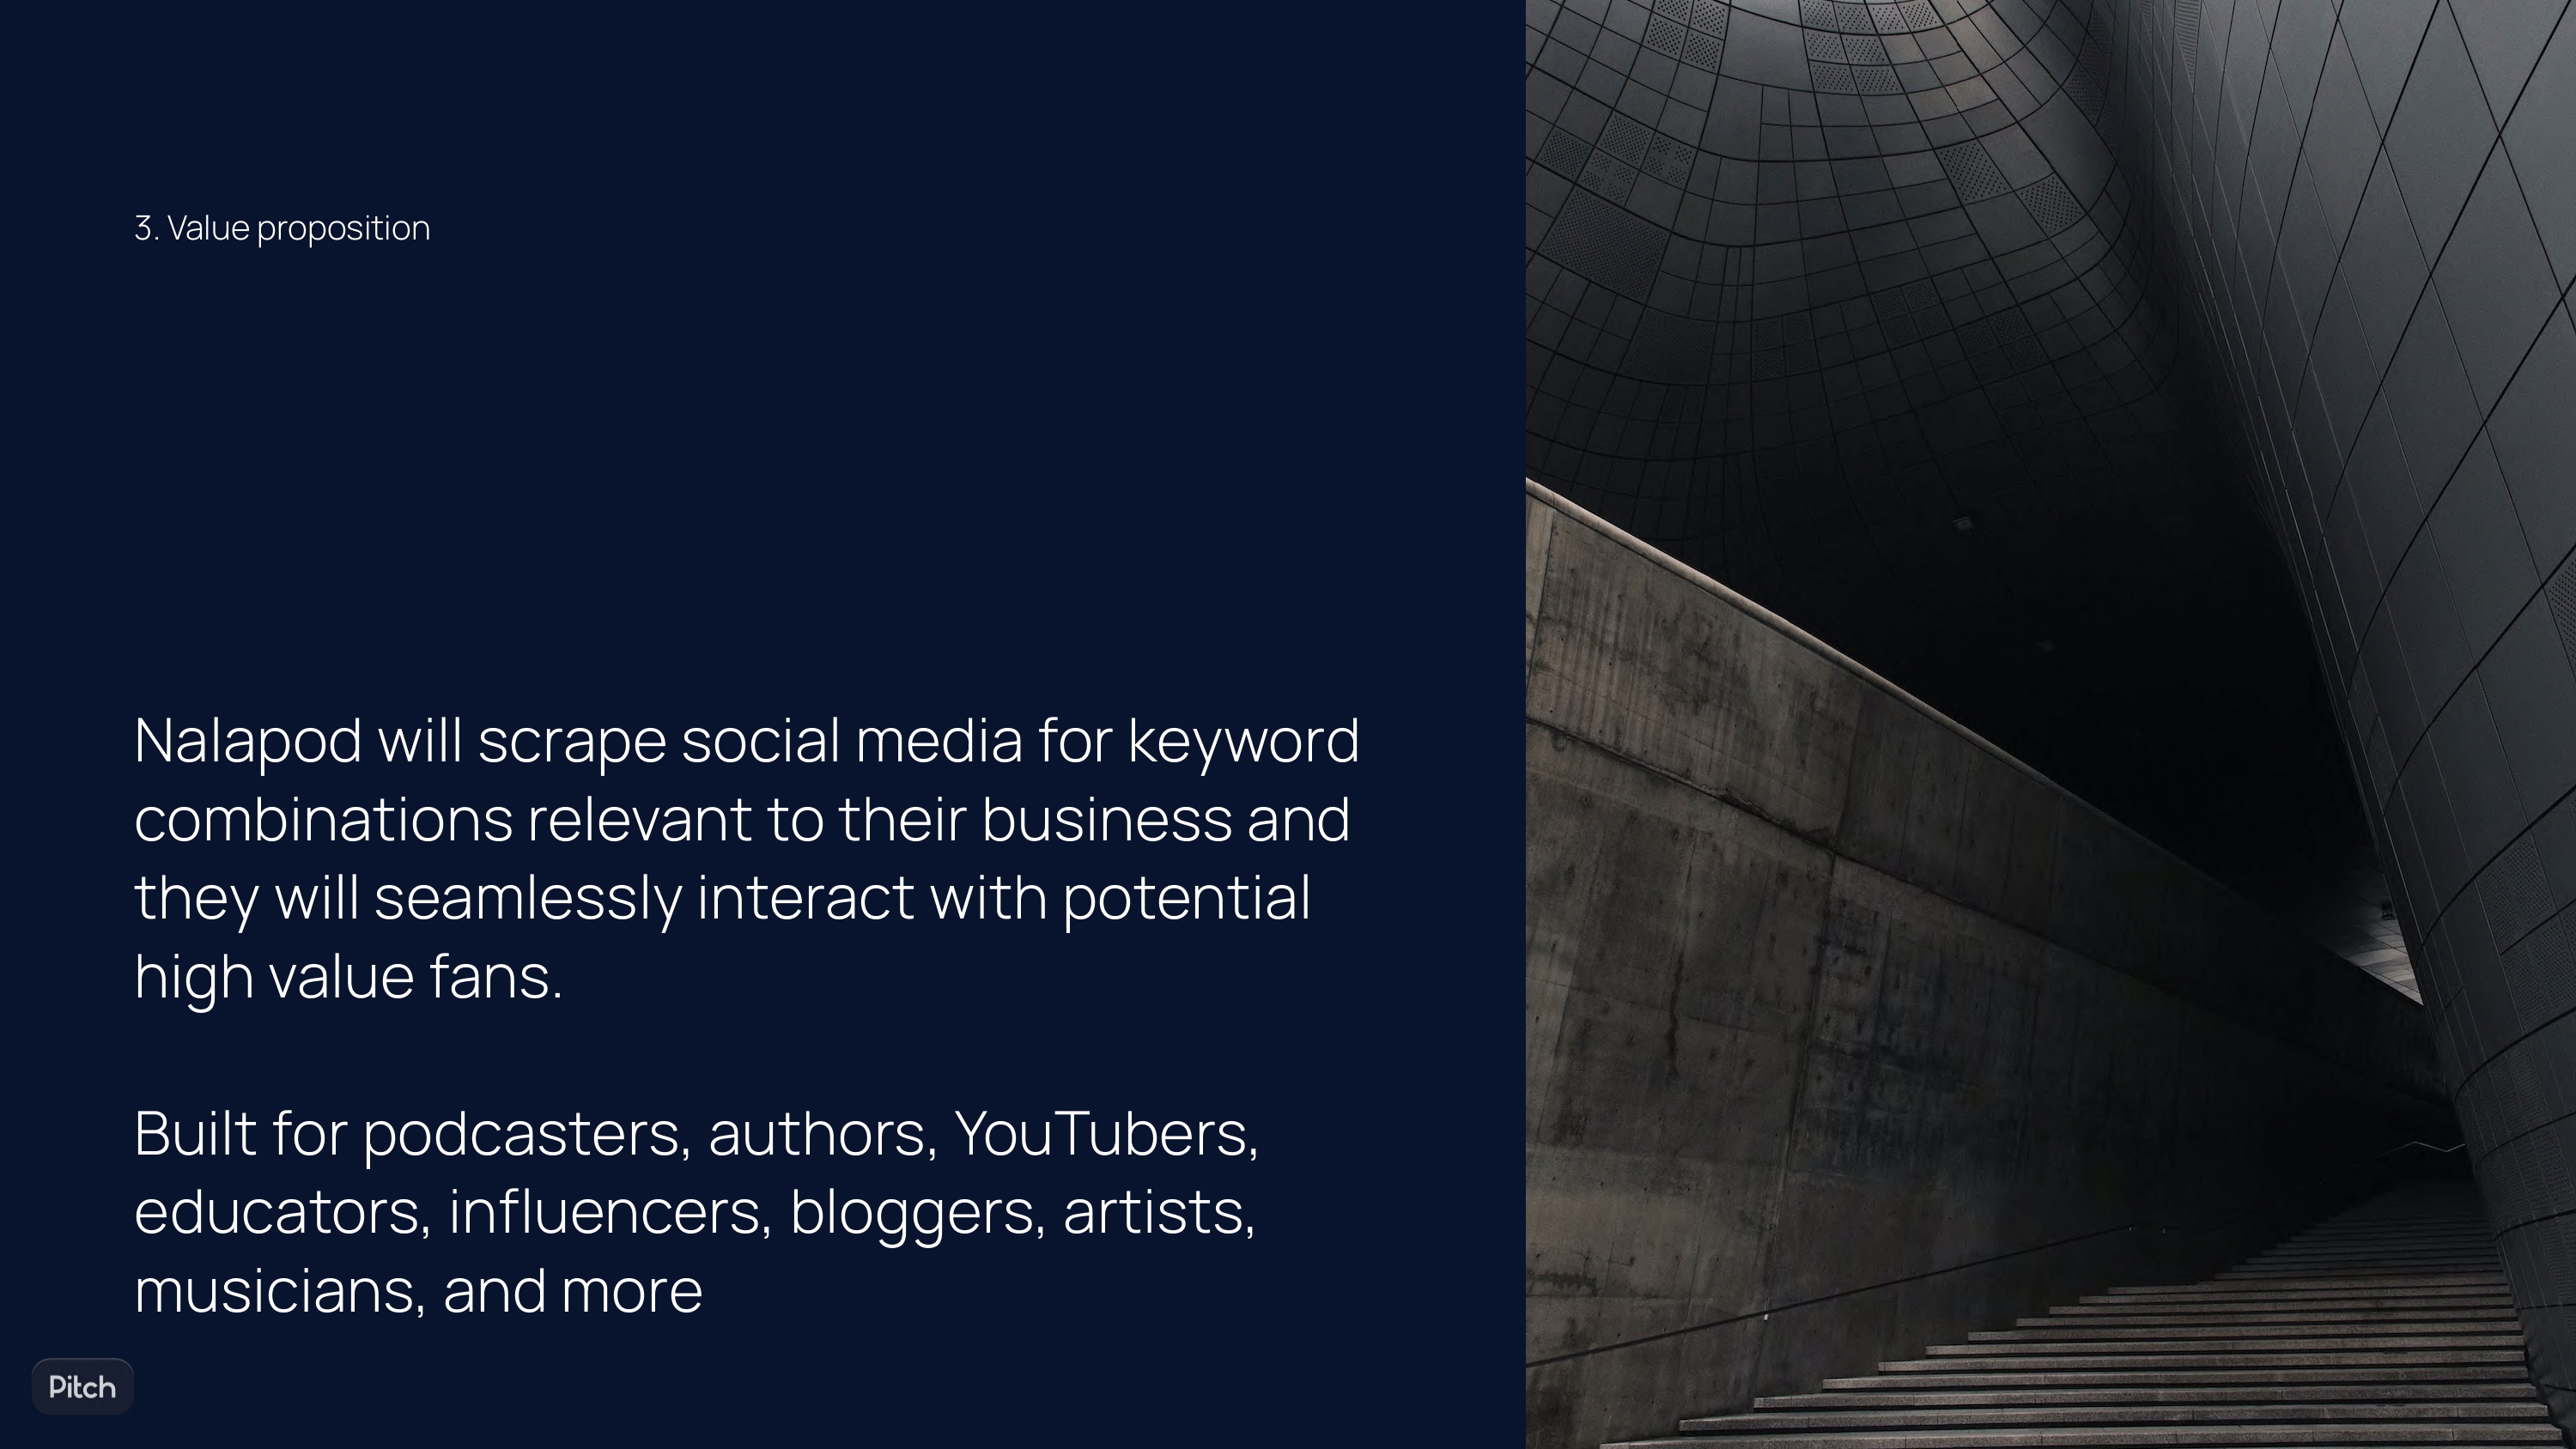 3. Value proposition
Nalapod will scrape social media for keyword
combinations relevant to their business and
they will seamlessly interact with potential
high value fans.
Built for podcasters, authors, YouTubers,
educators, influencers, bloggers, artists,
musicians, and more
Pitch